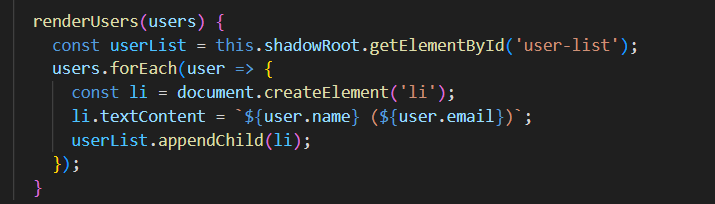 renderUsers(users) {
const userList = this.shadowRoot.getElementById('user-list');
users.forEach(user => {
const li = document.createElement('li');
li.textContent = `${user.name} (${user.email})`;
userList.appendChild(li);
});
}